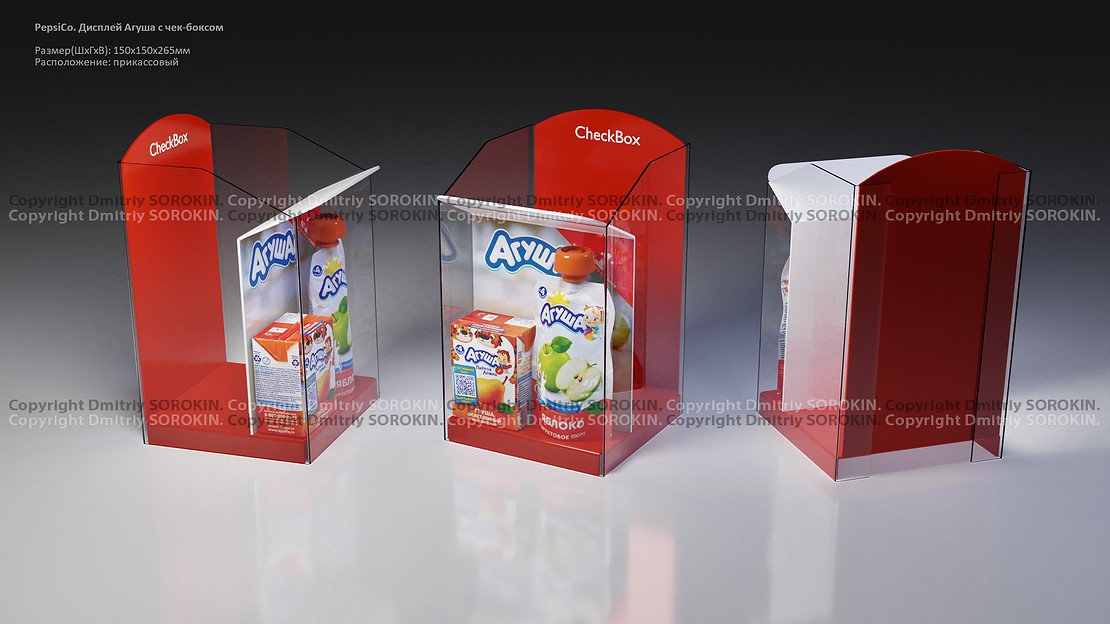 PepsiCo. Дисплей Агуша с чек-боксом
Размер(ШхГхВ): 150х150х265мм
Расположение: прикассовый
CheckBox
CheckBox
Copyright Dmitriy SOROKIN. Copyright Dmitriy SOROKIN. Copyright Dmitriy SOROKIN. Copyright Dmitriy SOROKIN. Copyright Dmitriy SOROKIN.
Copyright Dmitriy SOROKIN. Copyright Dmitriy SOROKIN. Copyright Dmitriy SOROKIN. Copyright Dmitriy SOROKIN. Copyright Dmitriy SOROKIN.
АГУША
АГУША
АГУ
АГУША
АГУША
АГУША
ЯБЛОКО
Copyright Dmitriy SOROKIN. Copyright Dmitriy SOROKIN. Copyright Dmitriy SOROKIN. Copyright Dmitriy SOROKIN. Copyright Dmitriy SOROKIN.
Copyright Dmitriy SOROKIN. Copyright Dmitriy SOROKIN. Copyright Dmitriy SOROKIN. Copyright Dmitriy SOROKIN. Copyright Dmitriy SOROKIN.